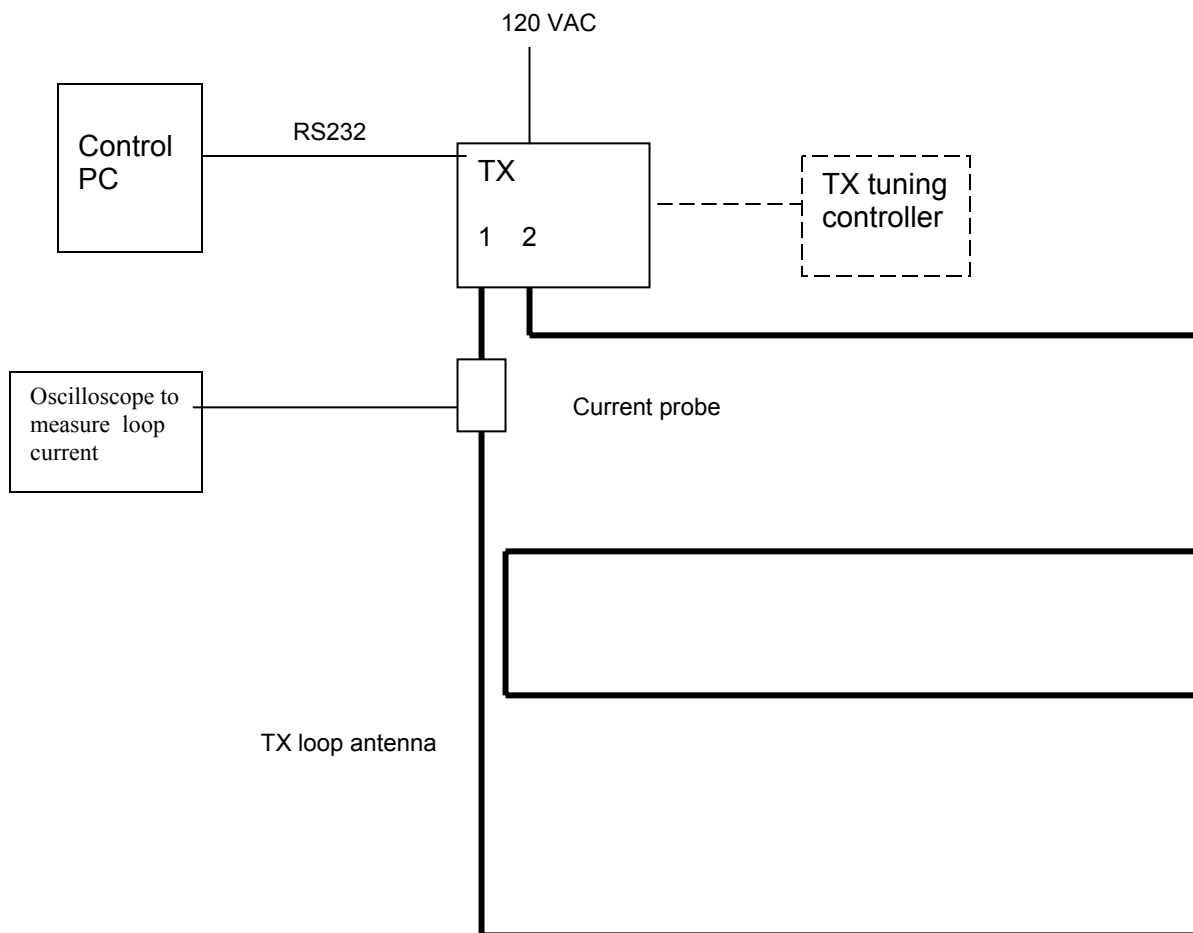 120 VAC
Control
PC
RS232
TX
1 2
TX tuning
controller
Oscilloscope to
measure loop
current
Current probe
TX loop antenna